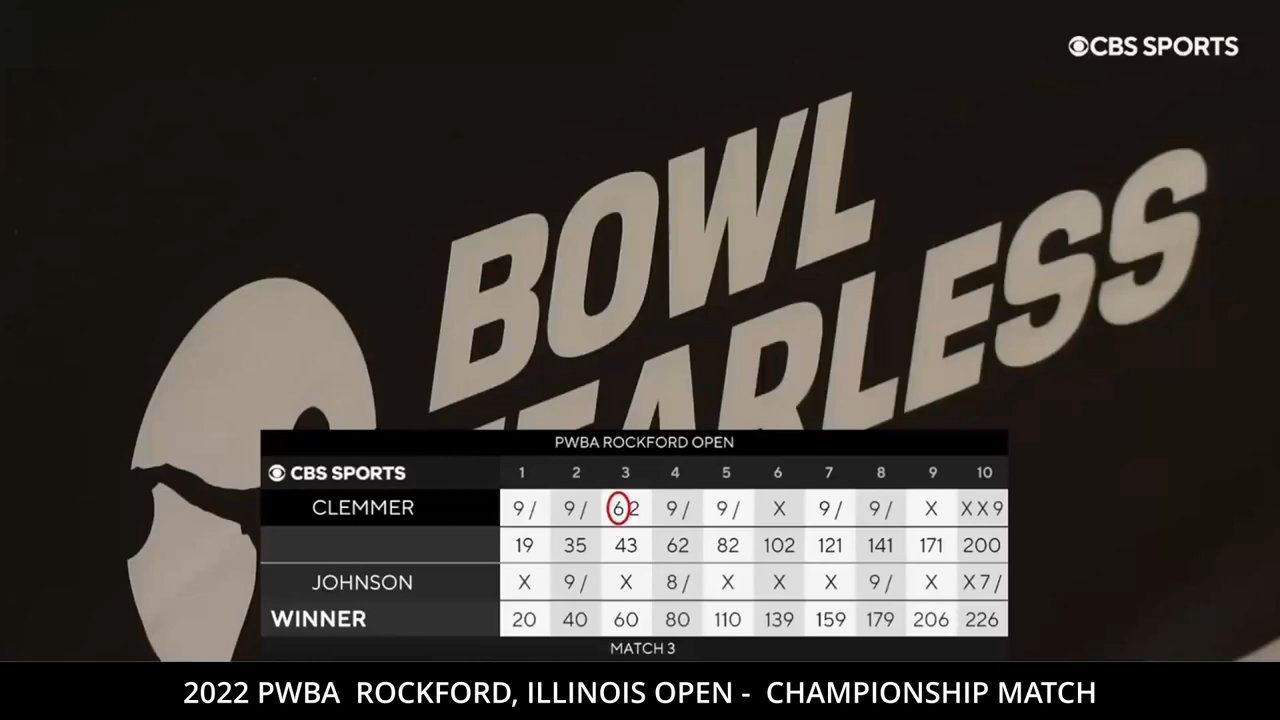 CBS SPORTS
BOWL
FEARLESS
PWBA ROCKFORD OPEN
CBS SPORTS 1 2 3 4 5 6 7 8 9 10
CLEMMER 9 / 9 / 6 2 9 / 9 / X 9 / 9 / X X X 9
19 35 43 62 82 102 121 141 171 200
JOHNSON X 9 / X 8 / X X X 9 / X X 7 /
WINNER 20 40 60 80 110 139 159 179 206 226
MATCH 3
2022 PWBA ROCKFORD, ILLINOIS OPEN - CHAMPIONSHIP MATCH